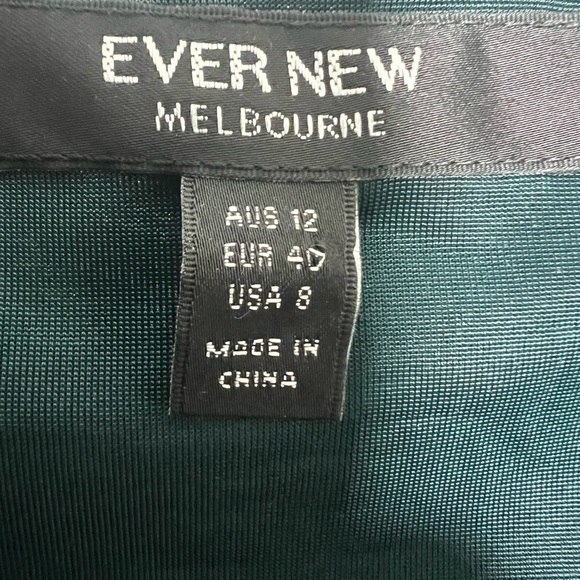 EVER NEW
MELBOURNE
AUS 12
EUR 40
USA 8
MADE IN
CHINA